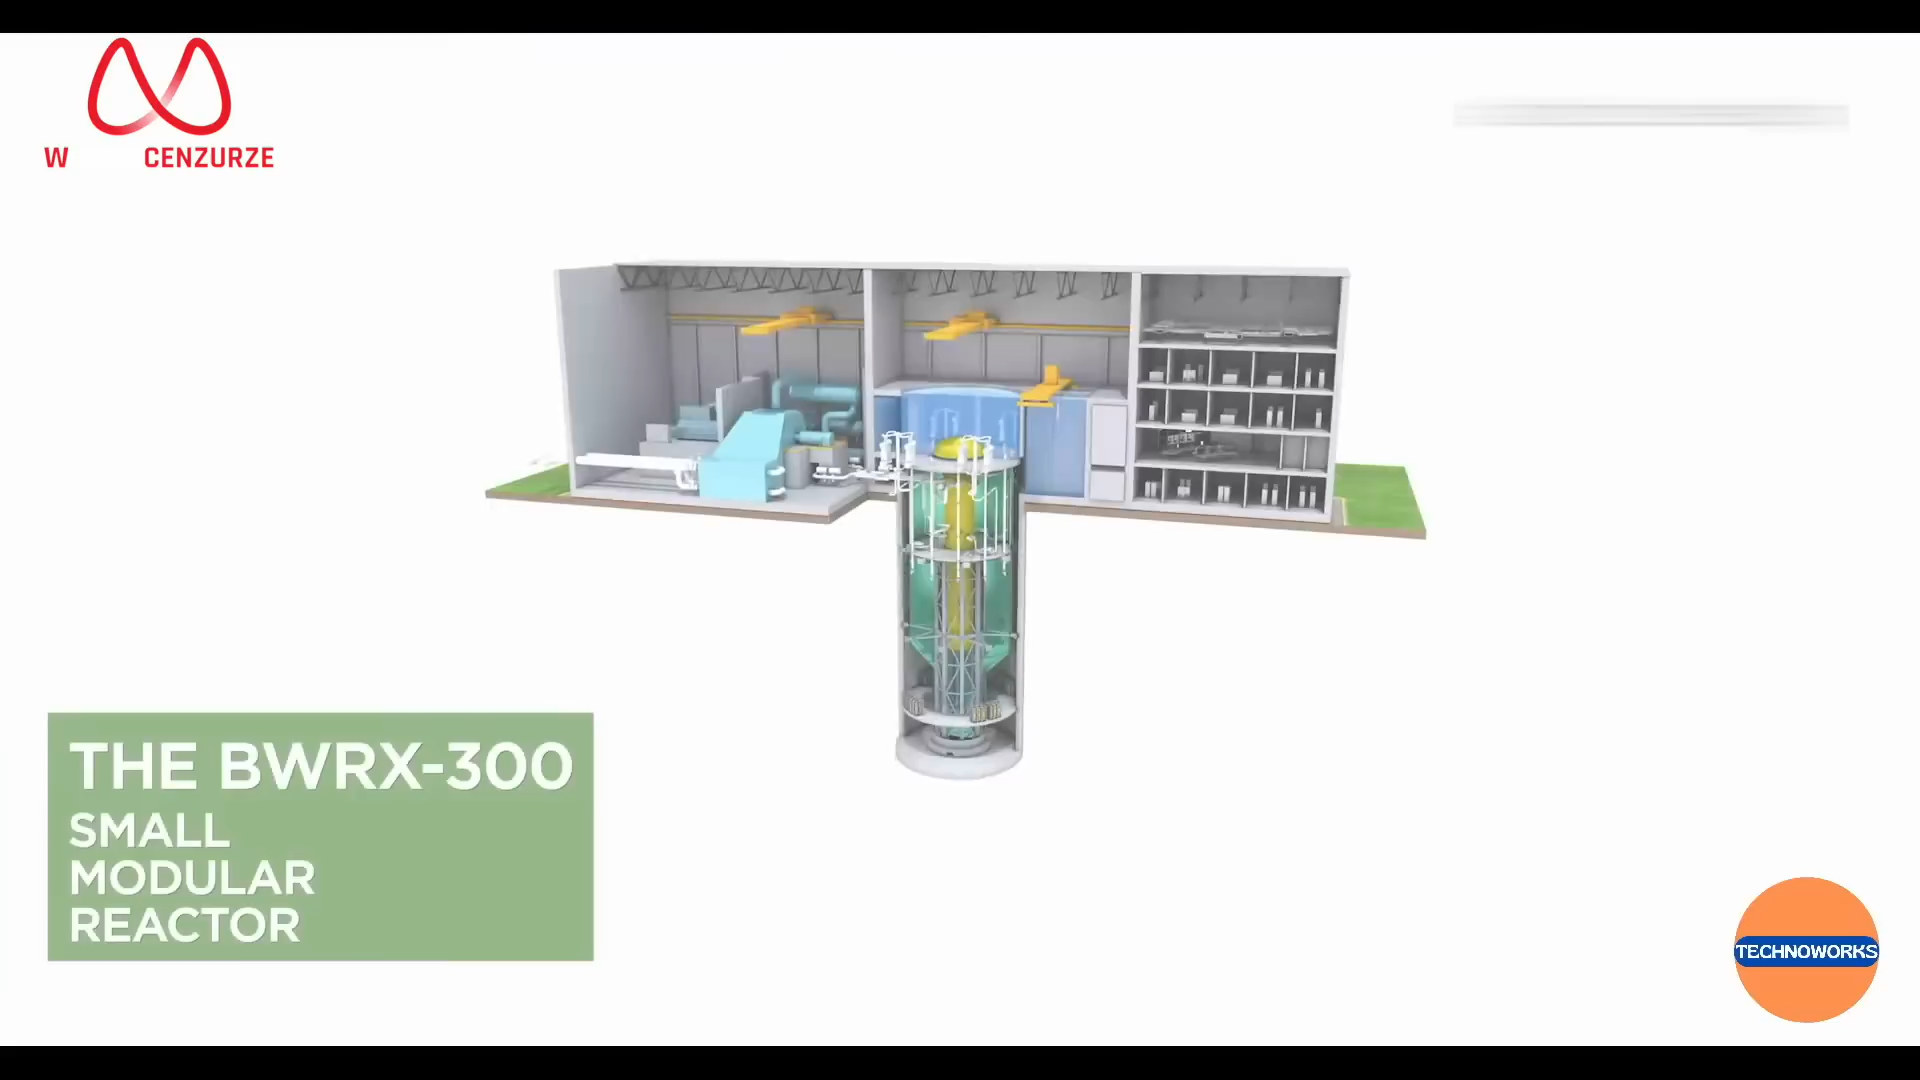 W CENZURZE
THE BWRX-300
SMALL
MODULAR
REACTOR
TECHNOWORKS